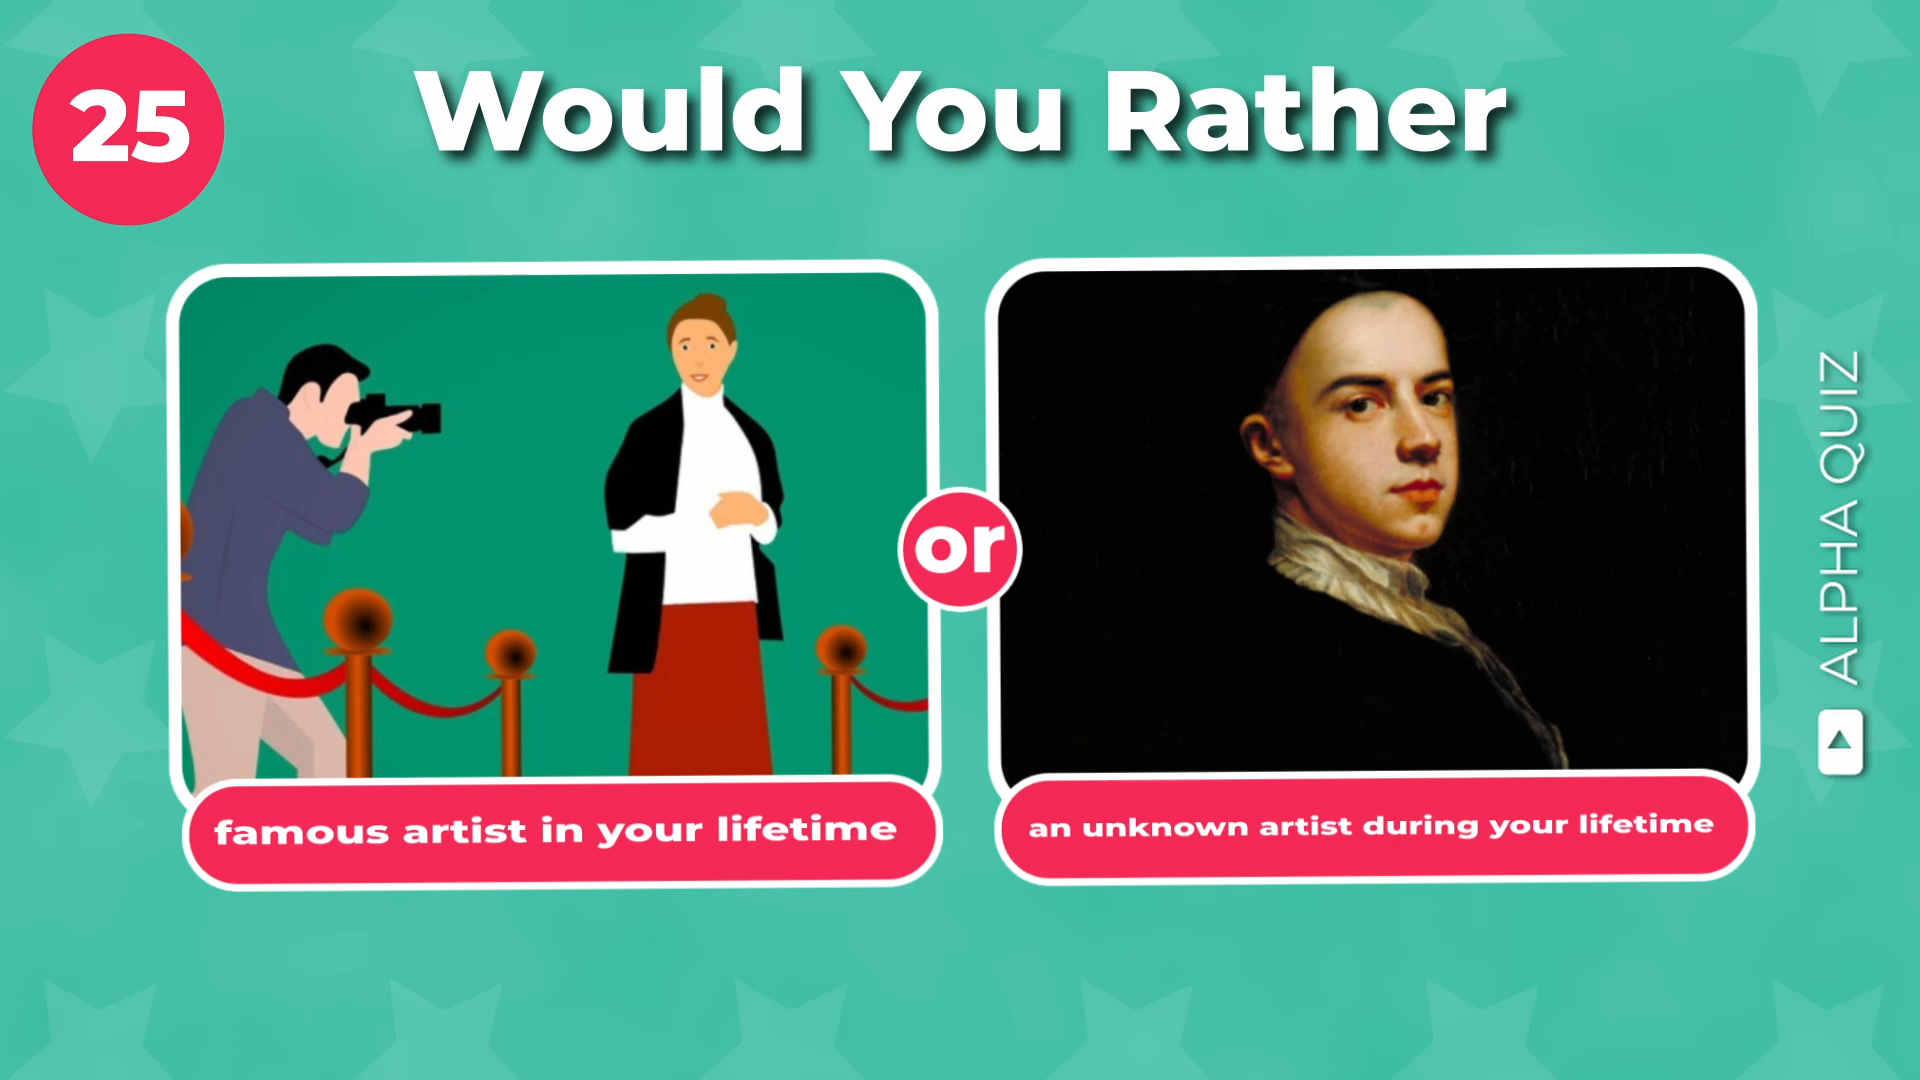 25
Would You Rather
or
famous artist in your lifetime
an unknown artist during your lifetime
ALPHA QUIZ